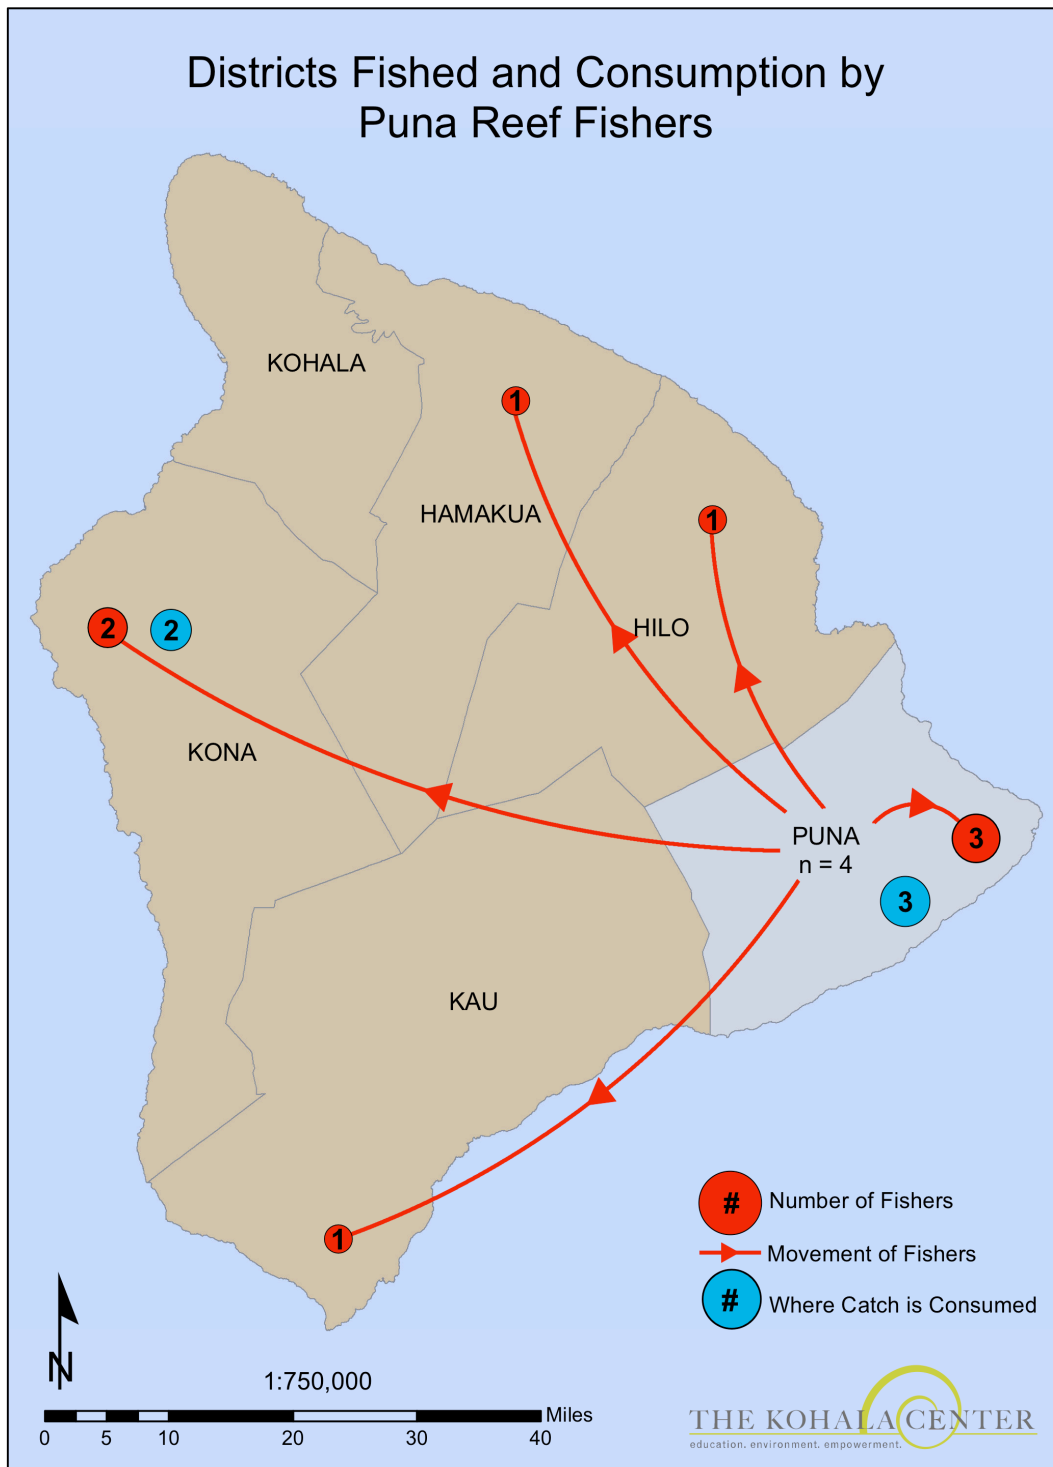 Districts Fished and Consumption by
Puna Reef Fishers
KOHALA
1
HAMAKUA
1
2
2
HILO
KONA
PUNA
n = 4
3
3
KAU
1
# Number of Fishers
Movement of Fishers
# Where Catch is Consumed
N
1:750,000
Miles
0 5 10 20 30 40
THE KOHALA CENTER
education. environment. empowerment.